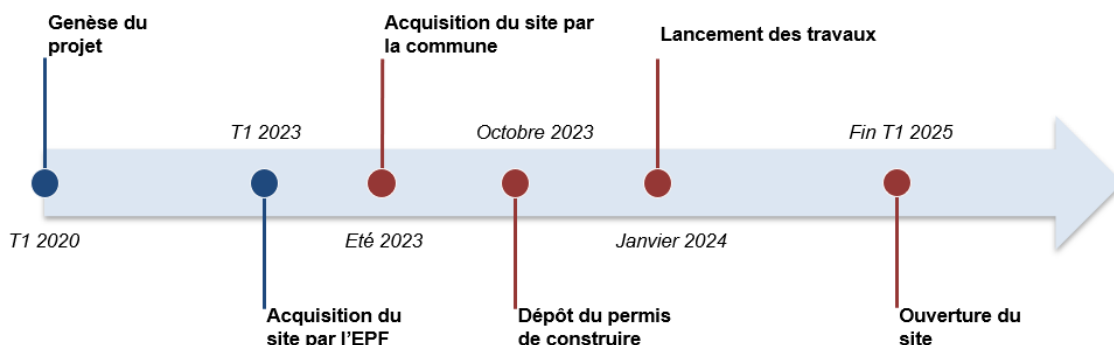 Genèse du
projet
Acquisition du site par
la commune
Lancement des travaux
T1 2023
Octobre 2023
Fin T1 2025
T1 2020
Eté 2023
Janvier 2024
Acquisition du
site par l’EPF
Dépôt du permis
de construire
Ouverture du
site